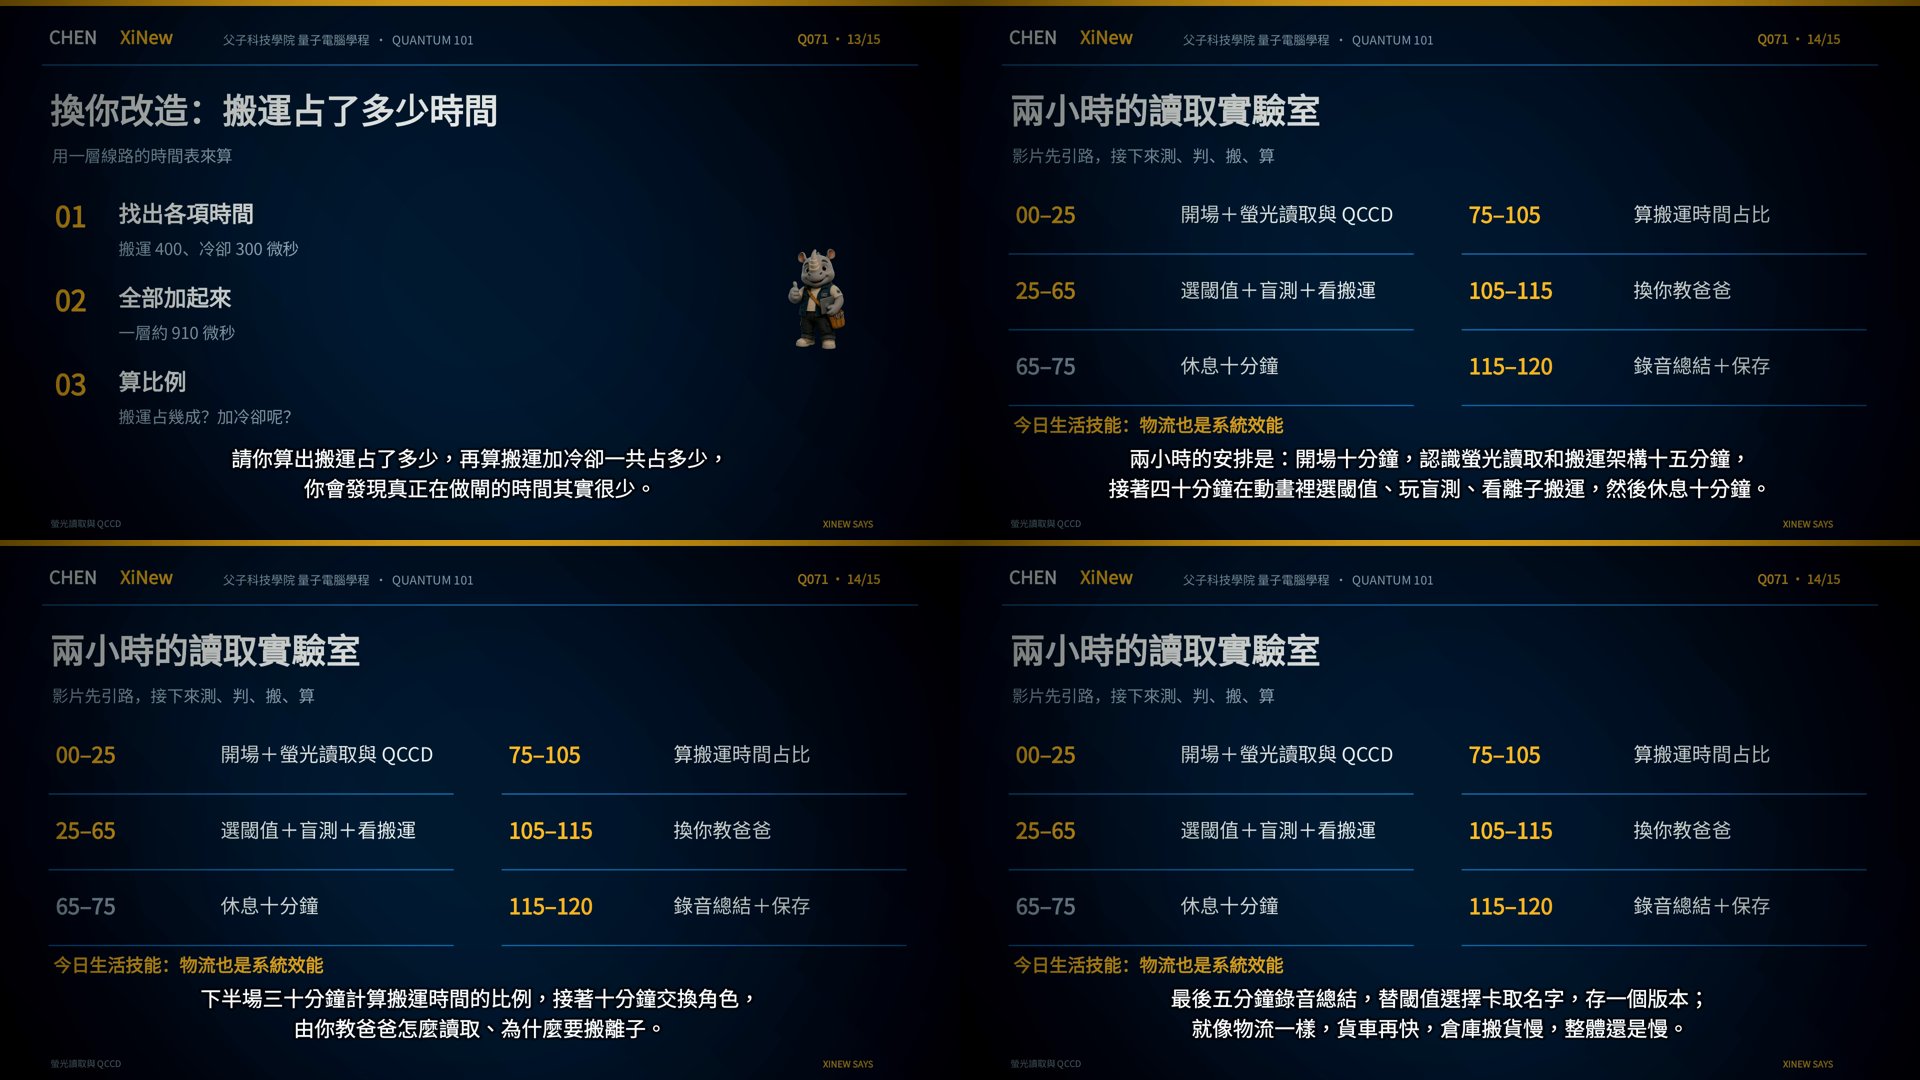 CHEN XiNew 父子科技學院 量子電腦學程 · QUANTUM 101 Q071 · 13/15
換你改造：搬運占了多少時間
用一層線路的時間表來算
01 找出各項時間
搬運 400、冷卻 300 微秒
02 全部加起來
一層約 910 微秒
03 算比例
搬運占幾成？加冷卻呢？
請你算出搬運占了多少，再算搬運加冷卻一共占多少，
你會發現真正在做閘的時間其實很少。
螢光讀取與 QCCD XINEW SAYS
CHEN XiNew 父子科技學院 量子電腦學程 · QUANTUM 101 Q071 · 14/15
兩小時的讀取實驗室
影片先引路，接下來測、判、搬、算
00–25 開場＋螢光讀取與 QCCD 75–105 算搬運時間占比
25–65 選閾值＋盲測＋看搬運 105–115 換你教爸爸
65–75 休息十分鐘 115–120 錄音總結＋保存
今日生活技能：物流也是系統效能
兩小時的安排是：開場十分鐘，認識螢光讀取和搬運架構十五分鐘，
接著四十分鐘在動畫裡選閾值、玩盲測、看離子搬運，然後休息十分鐘。
螢光讀取與 QCCD XINEW SAYS
CHEN XiNew 父子科技學院 量子電腦學程 · QUANTUM 101 Q071 · 14/15
兩小時的讀取實驗室
影片先引路，接下來測、判、搬、算
00–25 開場＋螢光讀取與 QCCD 75–105 算搬運時間占比
25–65 選閾值＋盲測＋看搬運 105–115 換你教爸爸
65–75 休息十分鐘 115–120 錄音總結＋保存
今日生活技能：物流也是系統效能
下半場三十分鐘計算搬運時間的比例，接著十分鐘交換角色，
由你教爸爸怎麼讀取、為什麼要搬離子。
螢光讀取與 QCCD XINEW SAYS
CHEN XiNew 父子科技學院 量子電腦學程 · QUANTUM 101 Q071 · 14/15
兩小時的讀取實驗室
影片先引路，接下來測、判、搬、算
00–25 開場＋螢光讀取與 QCCD 75–105 算搬運時間占比
25–65 選閾值＋盲測＋看搬運 105–115 換你教爸爸
65–75 休息十分鐘 115–120 錄音總結＋保存
今日生活技能：物流也是系統效能
最後五分鐘錄音總結，替閾值選擇卡取名字，存一個版本；
就像物流一樣，貨車再快，倉庫搬貨慢，整體還是慢。
螢光讀取與 QCCD XINEW SAYS